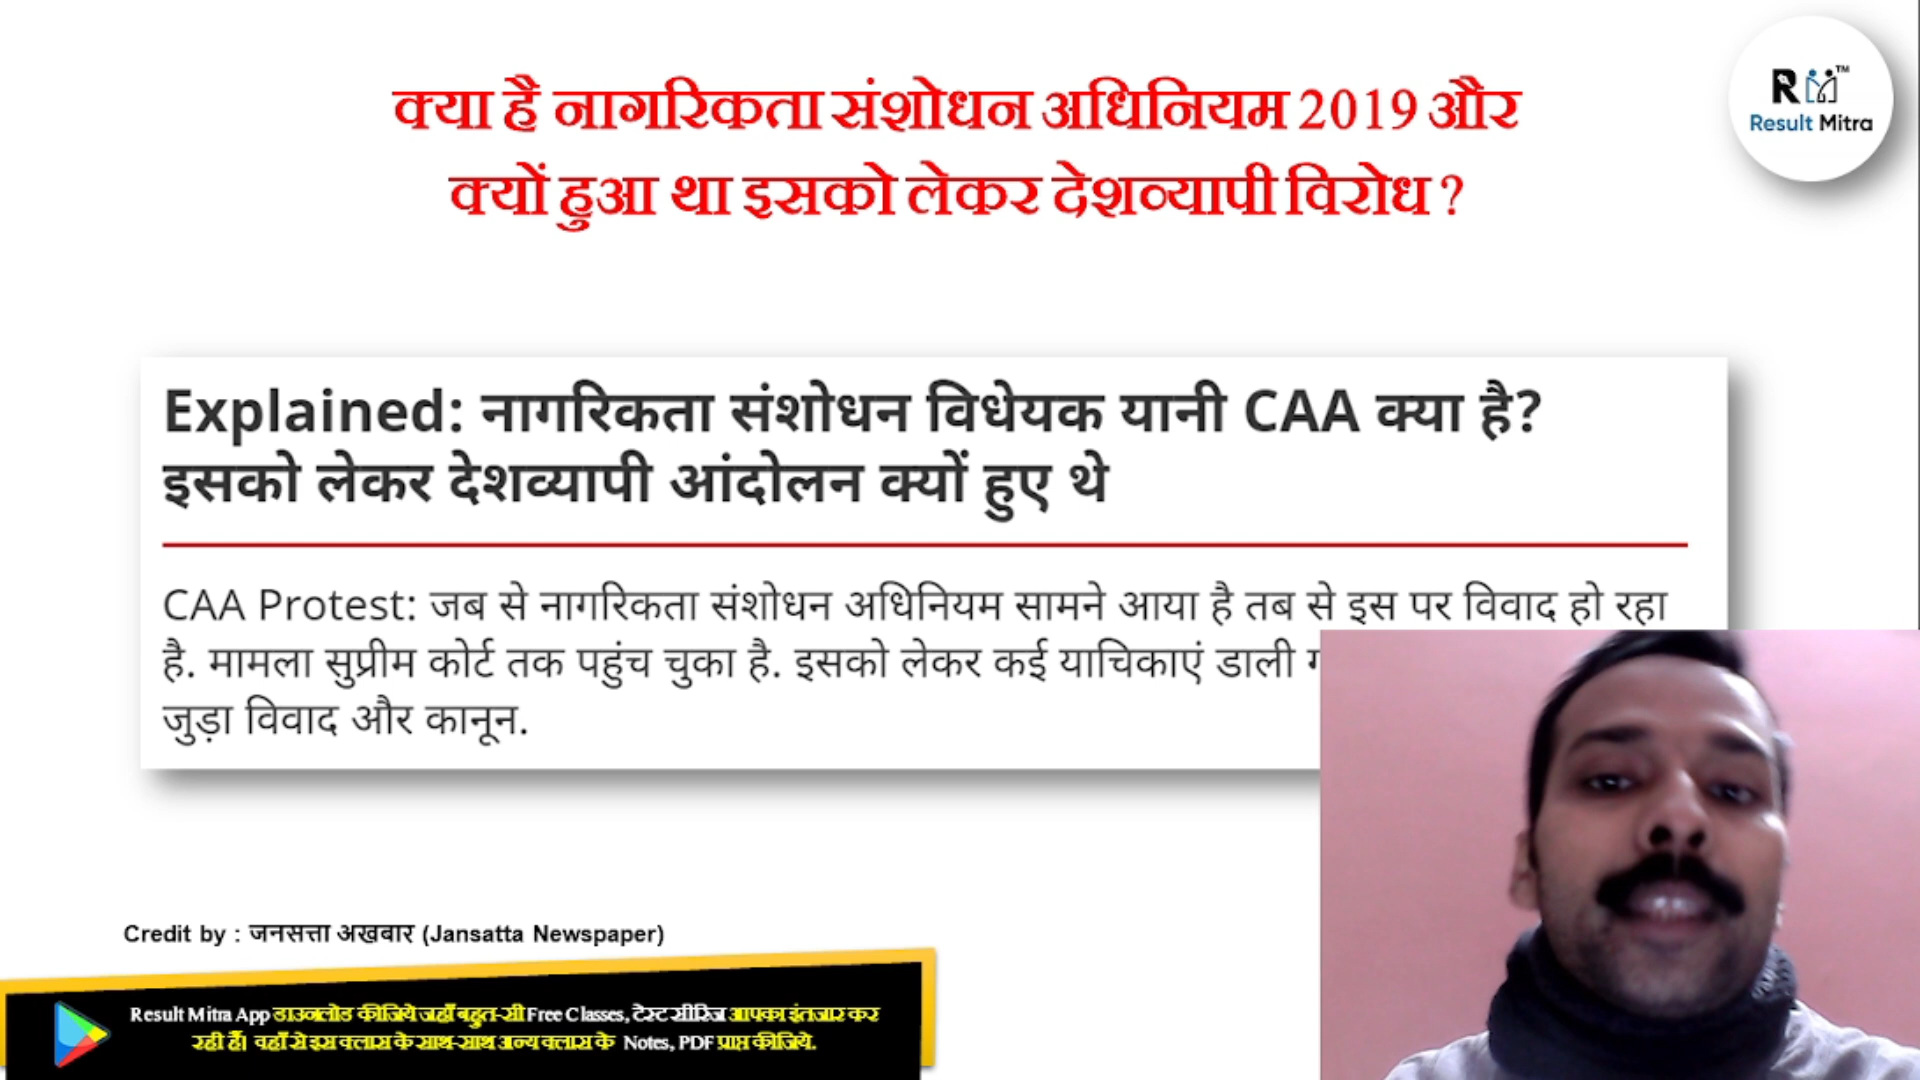 क्या है नागरिकता संशोधन अधिनियम 2019 और
क्यों हुआ था इसको लेकर देशव्यापी विरोध ?
R TM
Result Mitra
Explained: नागरिकता संशोधन विधेयक यानी CAA क्या है?
इसको लेकर देशव्यापी आंदोलन क्यों हुए थे
CAA Protest: जब से नागरिकता संशोधन अधिनियम सामने आया है तब से इस पर विवाद हो रहा
है. मामला सुप्रीम कोर्ट तक पहुंच चुका है. इसको लेकर कई याचिकाएं डाली
जुड़ा विवाद और कानून.
Credit by : जनसत्ता अखबार (Jansatta Newspaper)
Result Mitra App डाउनलोड कीजिये जहाँ बहुत-सी Free Classes, टेस्ट सीरिज आपका इंतजार कर
रही हैं। वहाँ से इस क्लास के साथ-साथ अन्य क्लास के Notes, PDF प्राप्त कीजिये.